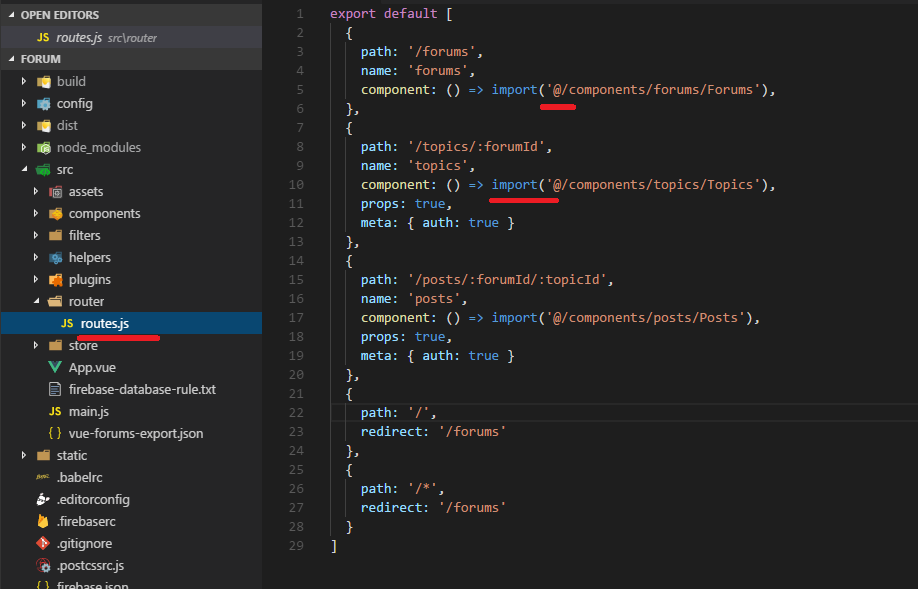 OPEN EDITORS
JS routes.js src\router
FORUM
build
config
dist
node_modules
src
assets
components
filters
helpers
plugins
router
JS routes.js
store
App.vue
firebase-database-rule.txt
JS main.js
{ } vue-forums-export.json
static
.babelrc
.editorconfig
.firebaserc
.gitignore
.postcssrc.js
{ } firebase.json
1 export default [
2 {
3 path: '/forums',
4 name: 'forums',
5 component: () => import('@/components/forums/Forums'),
6 },
7 {
8 path: '/topics/:forumId',
9 name: 'topics',
10 component: () => import('@/components/topics/Topics'),
11 props: true,
12 meta: { auth: true }
13 },
14 {
15 path: '/posts/:forumId/:topicId',
16 name: 'posts',
17 component: () => import('@/components/posts/Posts'),
18 props: true,
19 meta: { auth: true }
20 },
21 {
22 path: '/',
23 redirect: '/forums'
24 },
25 {
26 path: '/*',
27 redirect: '/forums'
28 }
29 ]